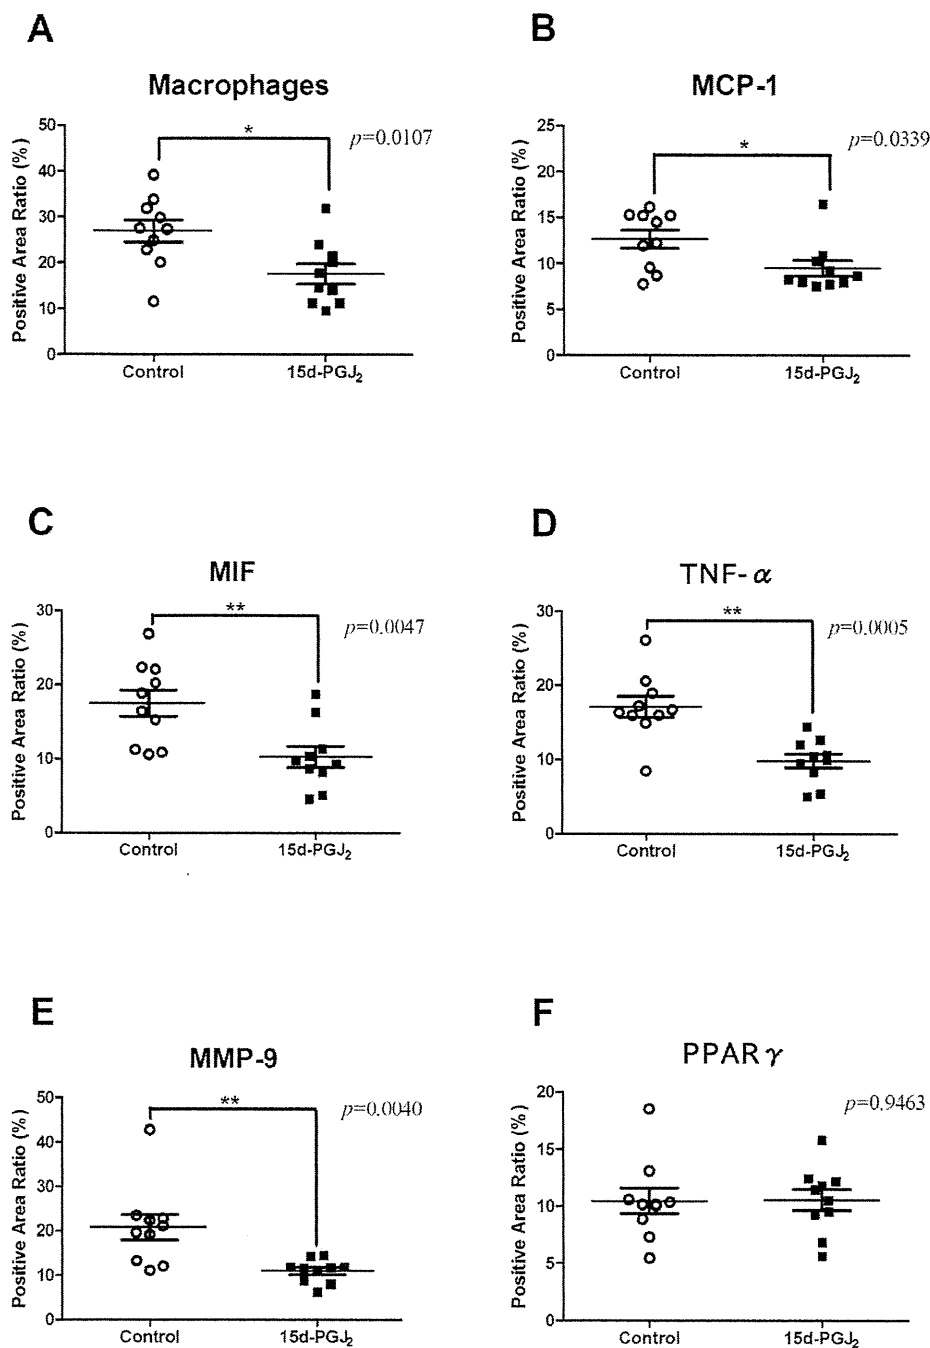 A
Macrophages
Positive Area Ratio (%)
50
40
30
20
10
0
*
p=0.0107
Control
15d-PGJ₂
B
MCP-1
Positive Area Ratio (%)
25
20
15
10
5
0
*
p=0.0339
Control
15d-PGJ₂
C
MIF
Positive Area Ratio (%)
30
20
10
0
**
p=0.0047
Control
15d-PGJ₂
D
TNF-α
Positive Area Ratio (%)
30
20
10
0
**
p=0.0005
Control
15d-PGJ₂
E
MMP-9
Positive Area Ratio (%)
50
40
30
20
10
0
**
p=0.0040
Control
15d-PGJ₂
F
PPARγ
Positive Area Ratio (%)
20
15
10
5
0
p=0.9463
Control
15d-PGJ₂